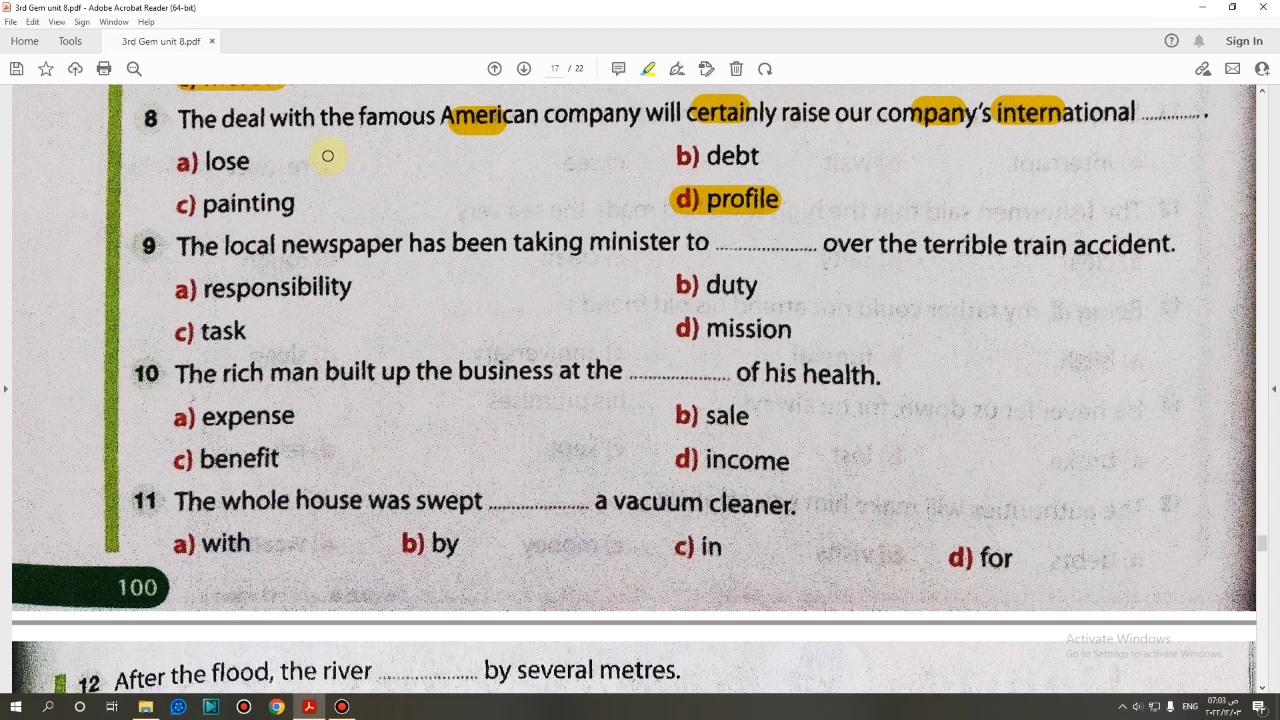 3rd Gem unit 8.pdf - Adobe Acrobat Reader (64-bit)
File Edit View Sign Window Help
Home Tools 3rd Gem unit 8.pdf × Sign In
17 / 22
8 The deal with the famous American company will certainly raise our company's international ............ .
a) lose b) debt
c) painting d) profile
9 The local newspaper has been taking minister to .................. over the terrible train accident.
a) responsibility b) duty
c) task d) mission
10 The rich man built up the business at the .................. of his health.
a) expense b) sale
c) benefit d) income
11 The whole house was swept .................. a vacuum cleaner.
a) with b) by c) in d) for
100
Activate Windows
Go to Settings to activate Windows.
12 After the flood, the river .................. by several metres.
ENG 07:03 ص
٢٠٢٢/١٢/٠٣